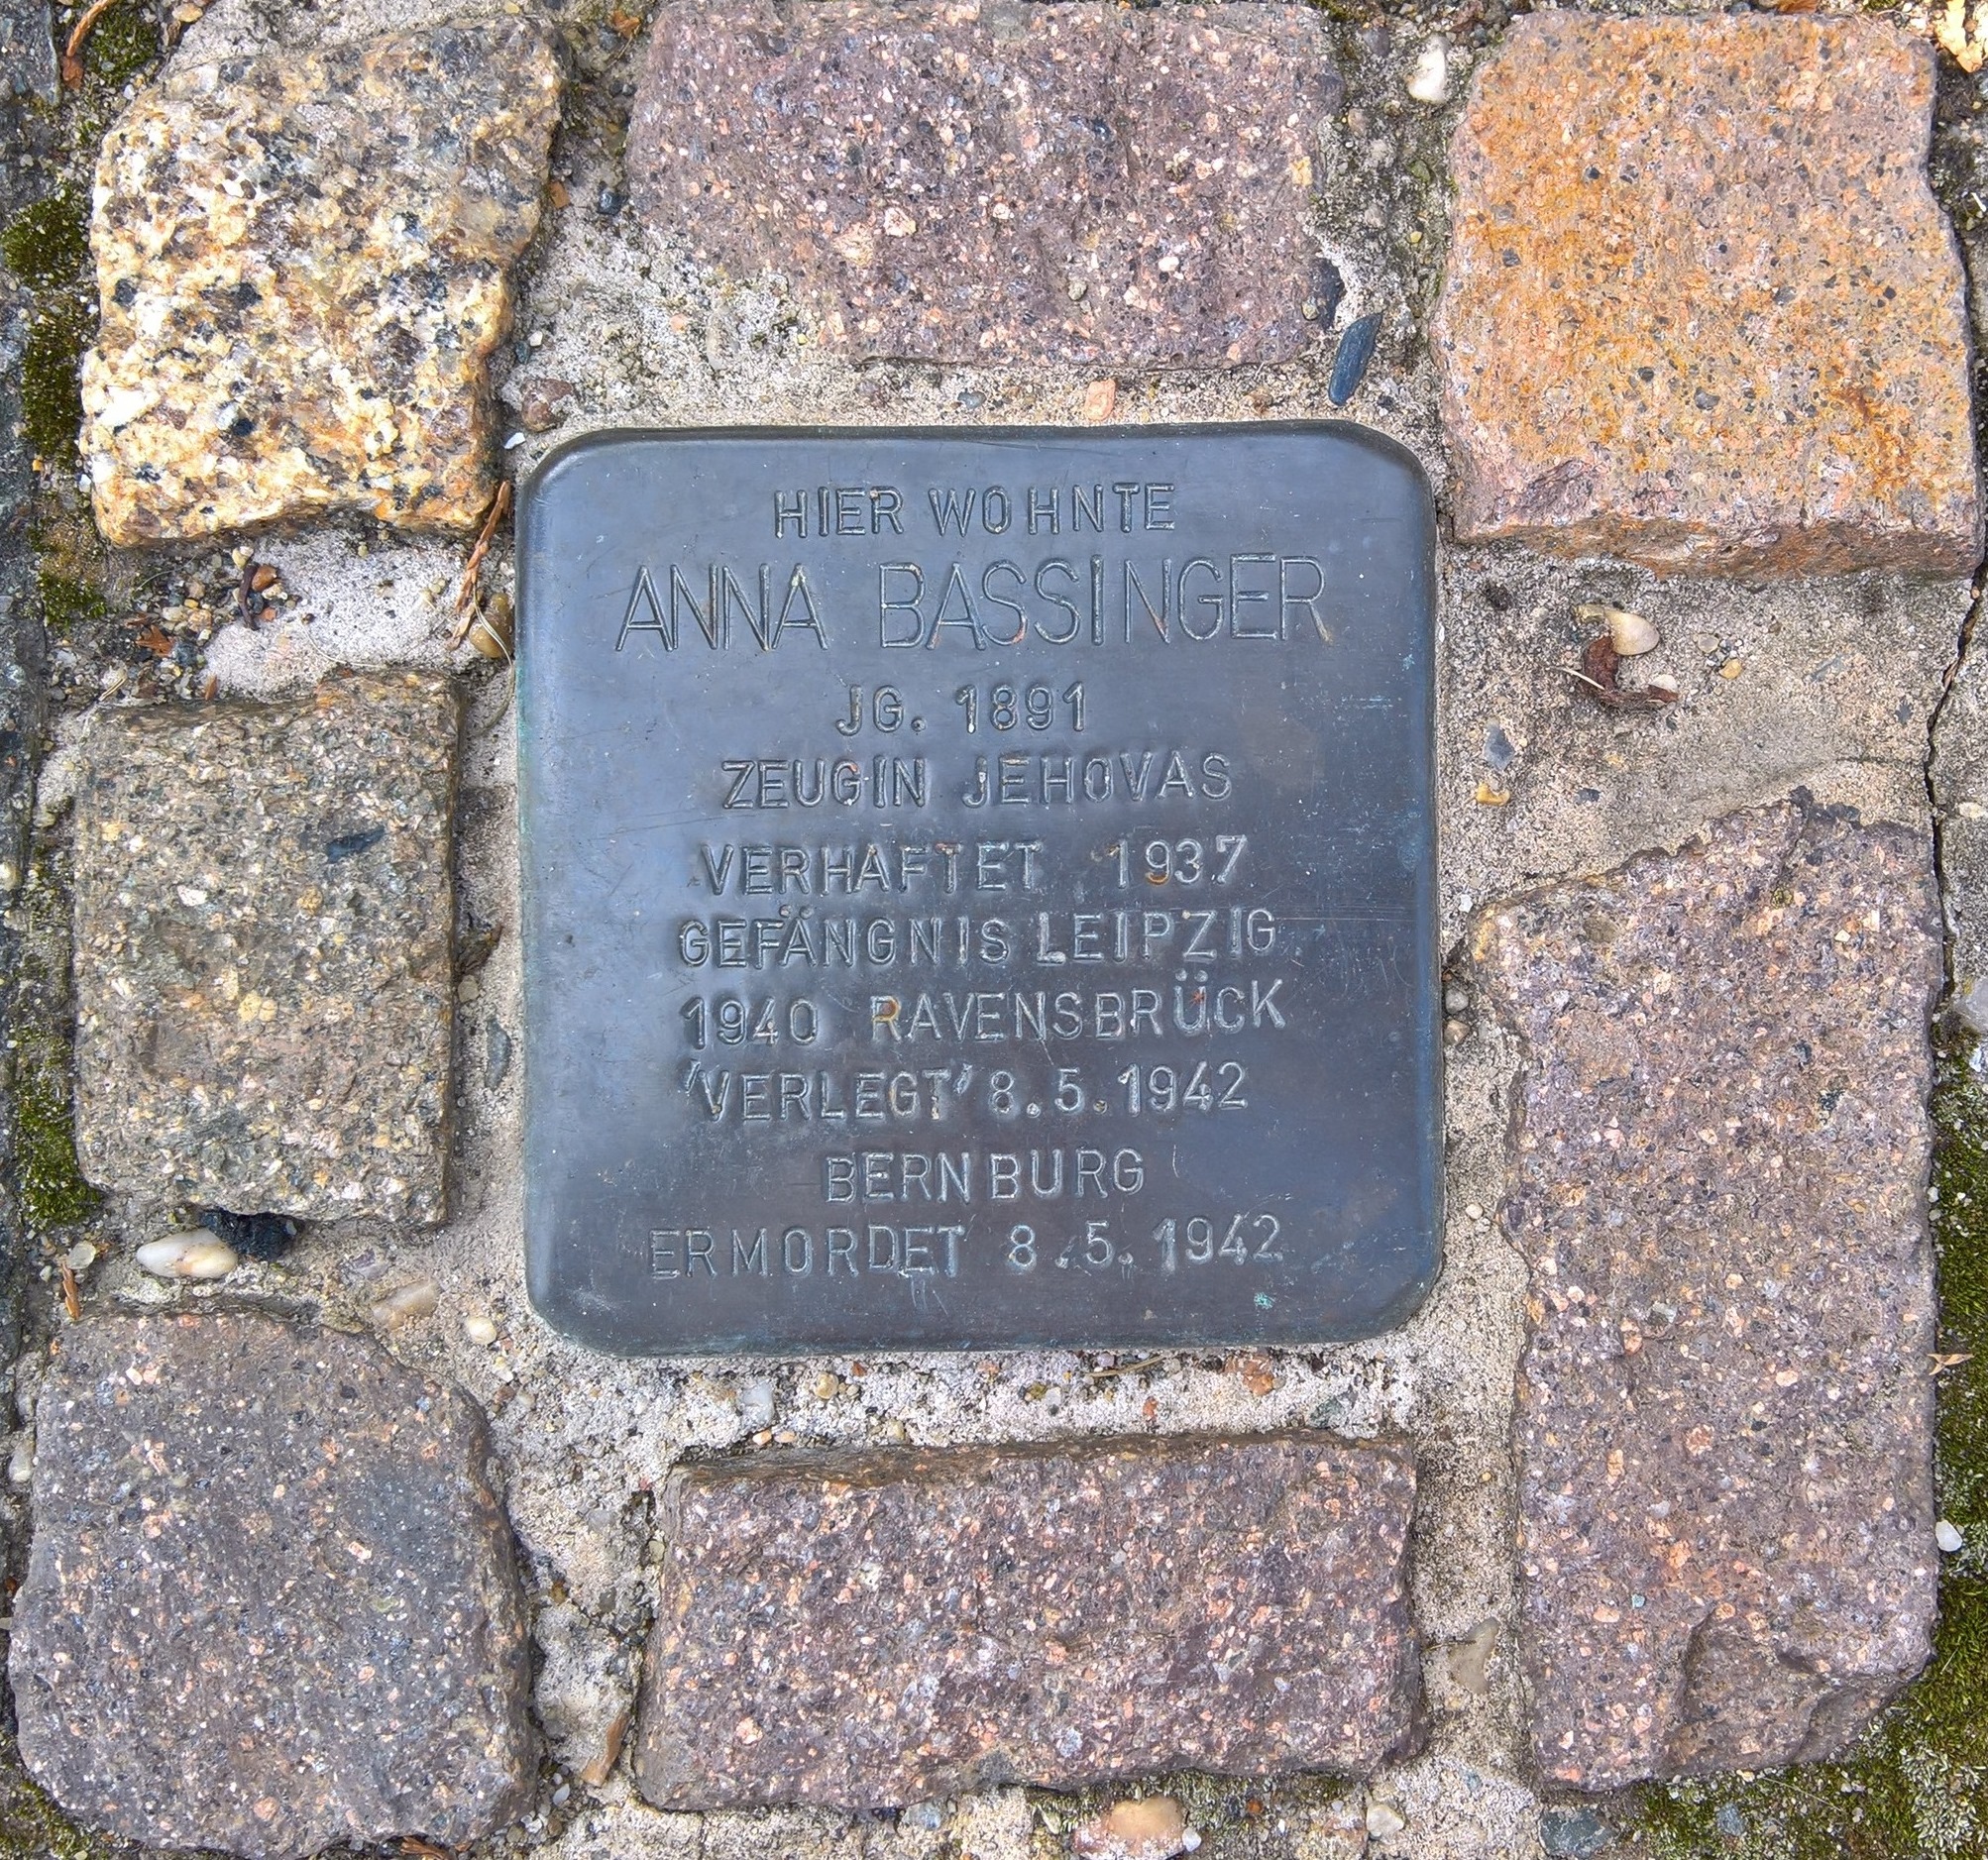 HIER WOHNTE
ANNA BASSINGER
JG. 1891
ZEUGIN JEHOVAS
VERHAFTET 1937
GEFÄNGNIS LEIPZIG
1940 RAVENSBRÜCK
'VERLEGT' 8.5.1942
BERNBURG
ERMORDET 8.5.1942